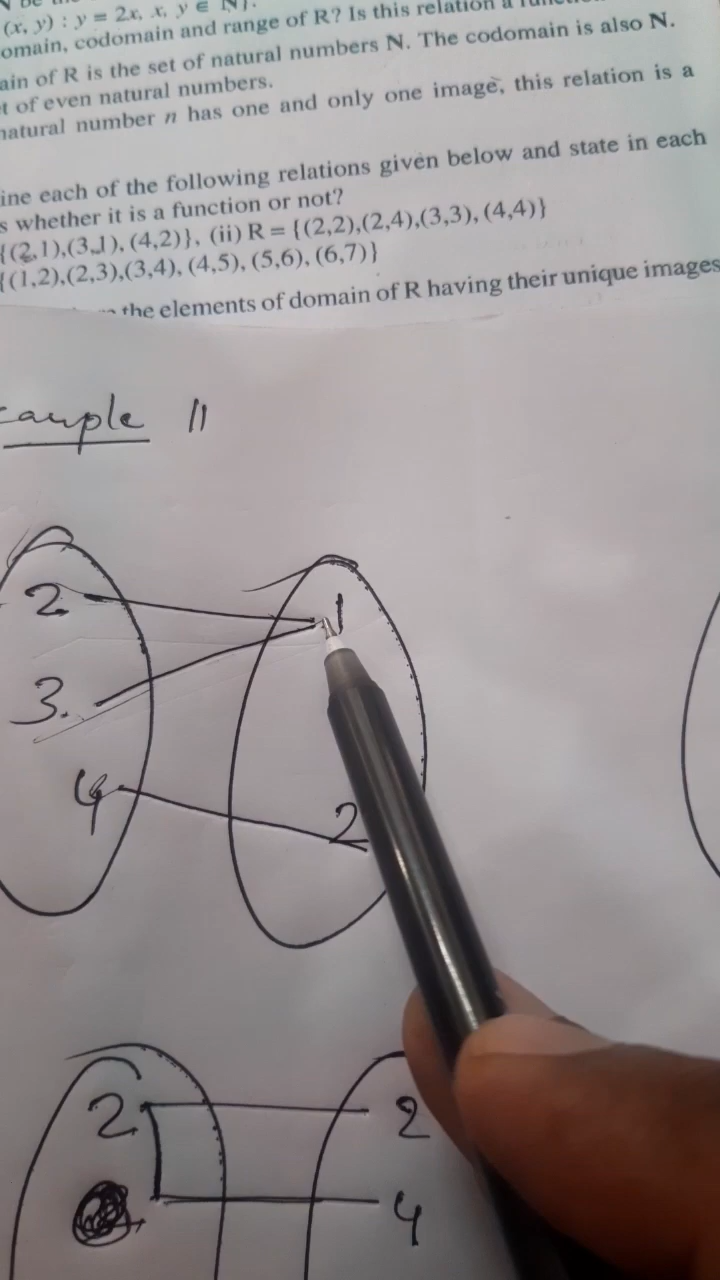 (x, y) : y = 2x, x, y ∈ N}.
omain, codomain and range of R? Is this relation a
ain of R is the set of natural numbers N. The codomain is also N.
t of even natural numbers.
natural number n has one and only one image, this relation is a
ine each of the following relations given below and state in each
s whether it is a function or not?
{(2,1),(3,1), (4,2)}, (ii) R = {(2,2),(2,4),(3,3), (4,4)}
{(1,2),(2,3),(3,4), (4,5), (5,6), (6,7)}
the elements of domain of R having their unique images
ample 11
2 1
3.
4 2
2 2
4